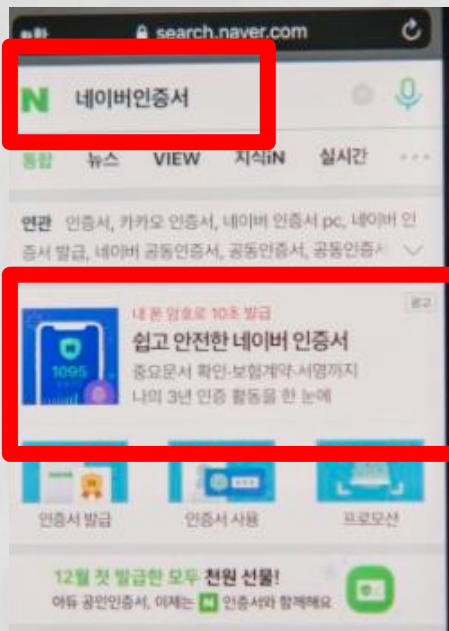 search.naver.com
N 네이버인증서
통합 뉴스 VIEW 지식iN 실시간
연관 인증서, 카카오 인증서, 네이버 인증서 pc, 네이버 인
증서 발급, 네이버 공동인증서, 공동인증서, 공동인증서
광고
내 폰 암호로 10초 발급
쉽고 안전한 네이버 인증서
중요문서 확인·보험계약·서명까지
나의 3년 인증 활동을 한 눈에
1095
인증서 발급 인증서 사용 프로모션
12월 첫 발급한 모두 천원 선물!
아듀 공인인증서, 이제는 N 인증서와 함께해요